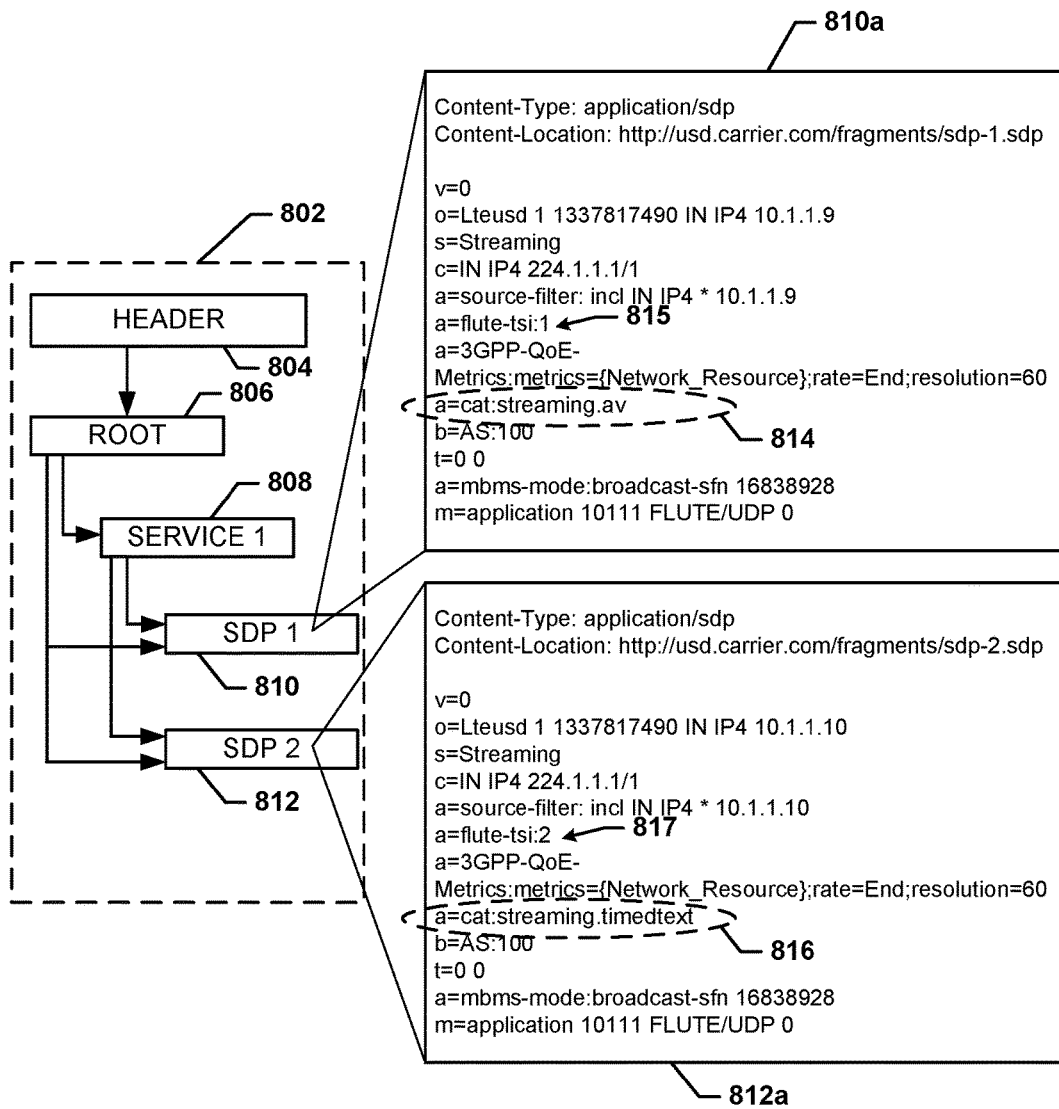 810a
Content-Type: application/sdp
Content-Location: http://usd.carrier.com/fragments/sdp-1.sdp
v=0
o=Lteusd 1 1337817490 IN IP4 10.1.1.9
s=Streaming
c=IN IP4 224.1.1.1/1
a=source-filter: incl IN IP4 * 10.1.1.9
a=flute-tsi:1
815
a=3GPP-QoE-
Metrics:metrics={Network_Resource};rate=End;resolution=60
a=cat:streaming.av
814
b=AS:100
t=0 0
a=mbms-mode:broadcast-sfn 16838928
m=application 10111 FLUTE/UDP 0
802
HEADER
804
806
ROOT
808
SERVICE 1
SDP 1
810
SDP 2
812
Content-Type: application/sdp
Content-Location: http://usd.carrier.com/fragments/sdp-2.sdp
v=0
o=Lteusd 1 1337817490 IN IP4 10.1.1.10
s=Streaming
c=IN IP4 224.1.1.1/1
a=source-filter: incl IN IP4 * 10.1.1.10
a=flute-tsi:2
817
a=3GPP-QoE-
Metrics:metrics={Network_Resource};rate=End;resolution=60
a=cat:streaming.timedtext
816
b=AS:100
t=0 0
a=mbms-mode:broadcast-sfn 16838928
m=application 10111 FLUTE/UDP 0
812a